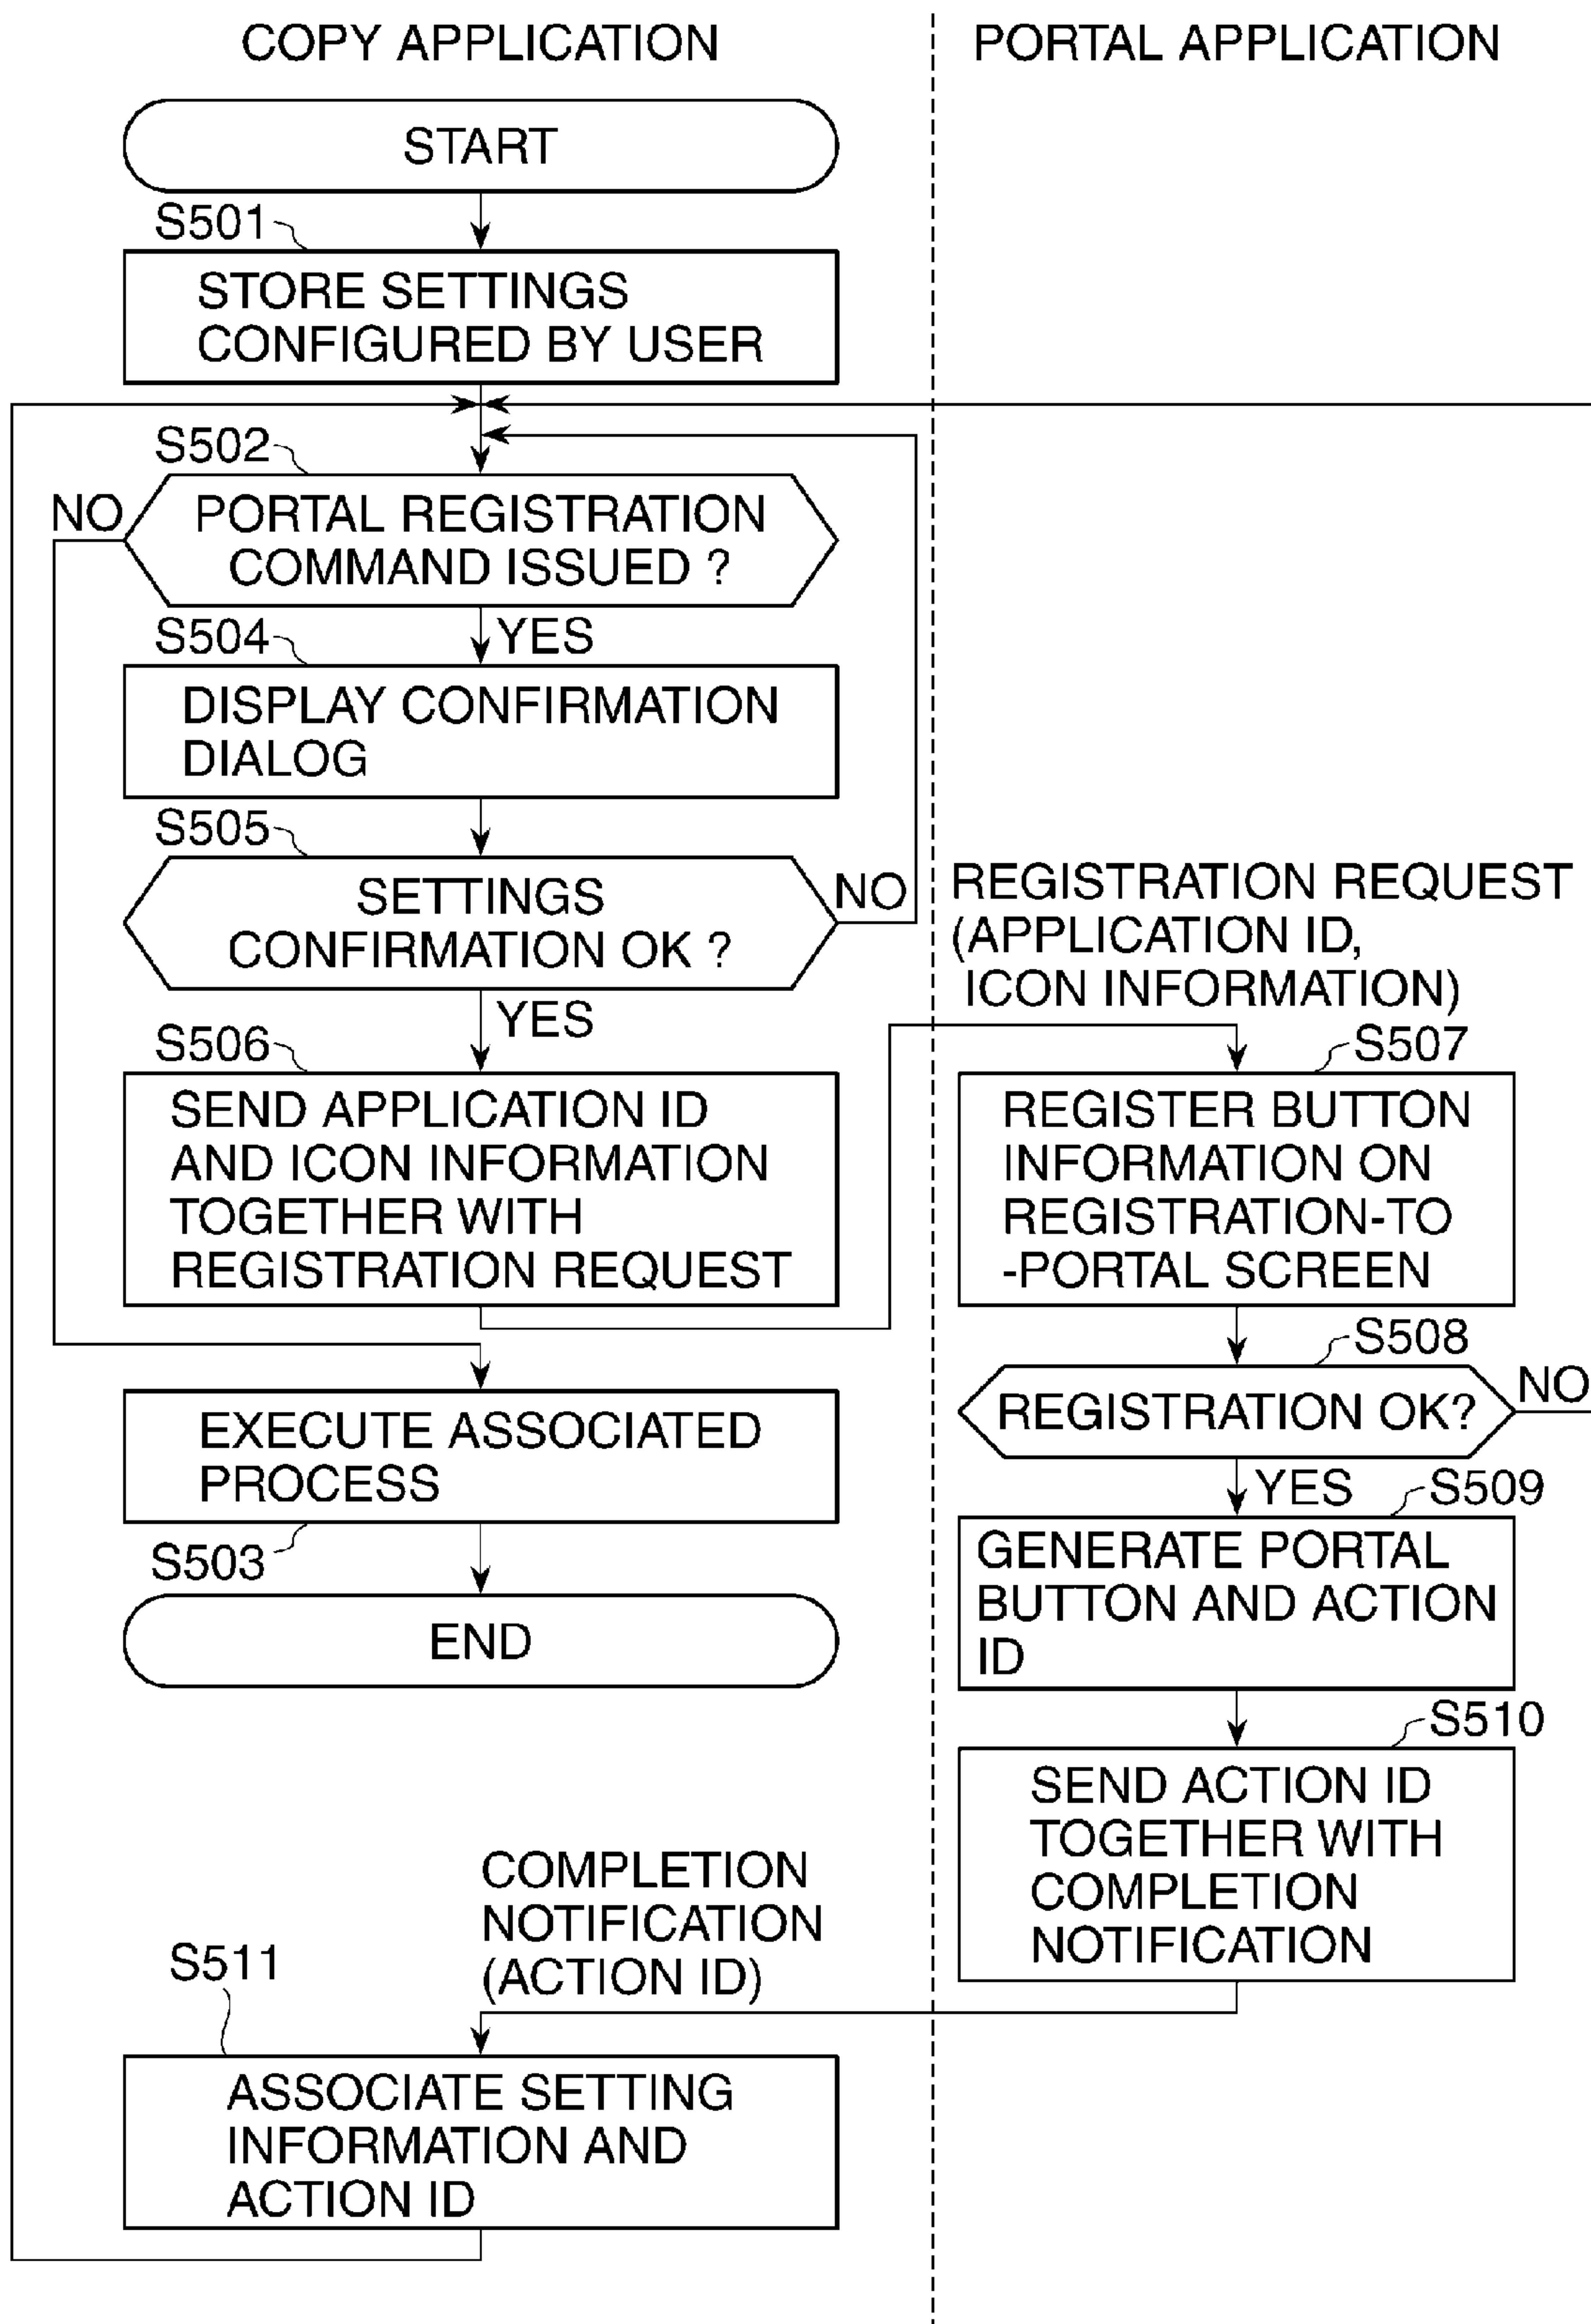 COPY APPLICATION
PORTAL APPLICATION
START
S501
STORE SETTINGS
CONFIGURED BY USER
S502
NO
PORTAL REGISTRATION
COMMAND ISSUED ?
YES
S504
DISPLAY CONFIRMATION
DIALOG
S505
SETTINGS
CONFIRMATION OK ?
NO
YES
REGISTRATION REQUEST
(APPLICATION ID,
ICON INFORMATION)
S506
SEND APPLICATION ID
AND ICON INFORMATION
TOGETHER WITH
REGISTRATION REQUEST
S507
REGISTER BUTTON
INFORMATION ON
REGISTRATION-TO
-PORTAL SCREEN
S508
REGISTRATION OK?
NO
YES
EXECUTE ASSOCIATED
PROCESS
S503
END
S509
GENERATE PORTAL
BUTTON AND ACTION
ID
S510
SEND ACTION ID
TOGETHER WITH
COMPLETION
NOTIFICATION
COMPLETION
NOTIFICATION
(ACTION ID)
S511
ASSOCIATE SETTING
INFORMATION AND
ACTION ID